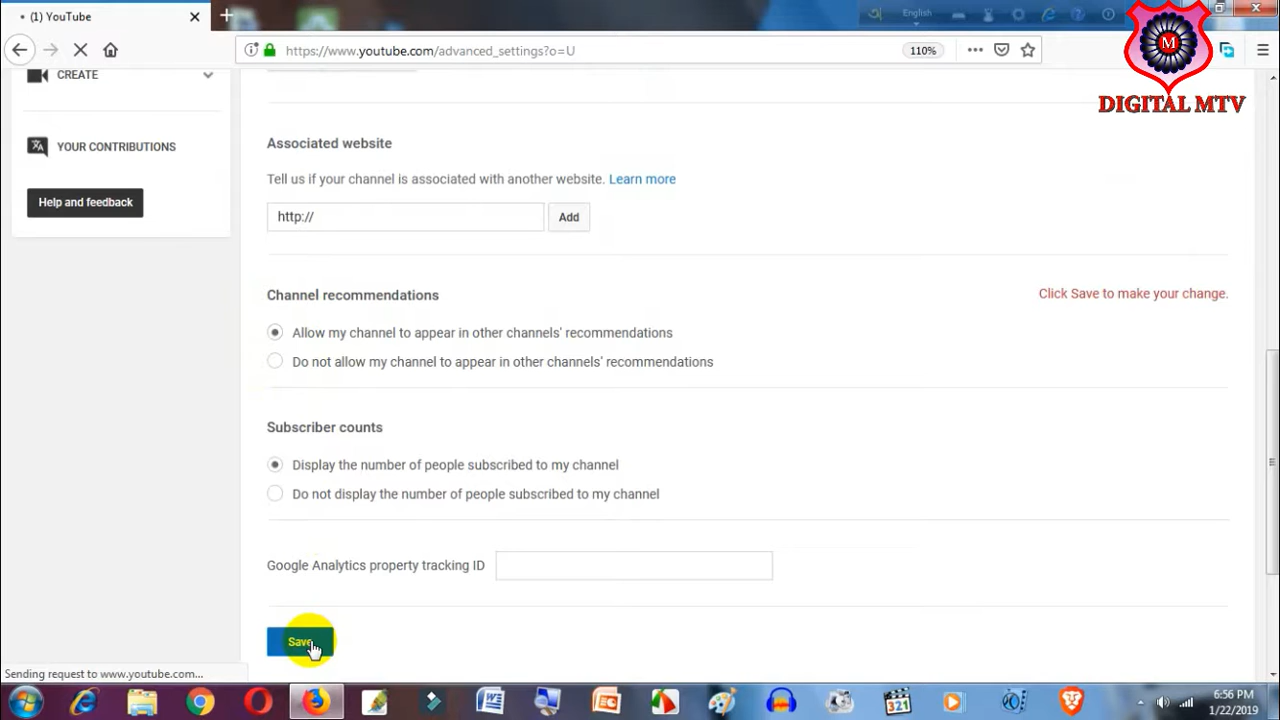 (1) YouTube
English
https://www.youtube.com/advanced_settings?o=U
110%
M
DIGITAL MTV
CREATE
YOUR CONTRIBUTIONS
Help and feedback
Associated website
Tell us if your channel is associated with another website. Learn more
http://
Add
Channel recommendations
Click Save to make your change.
Allow my channel to appear in other channels' recommendations
Do not allow my channel to appear in other channels' recommendations
Subscriber counts
Display the number of people subscribed to my channel
Do not display the number of people subscribed to my channel
Google Analytics property tracking ID
Save
Sending request to www.youtube.com...
321
6:56 PM
1/22/2019